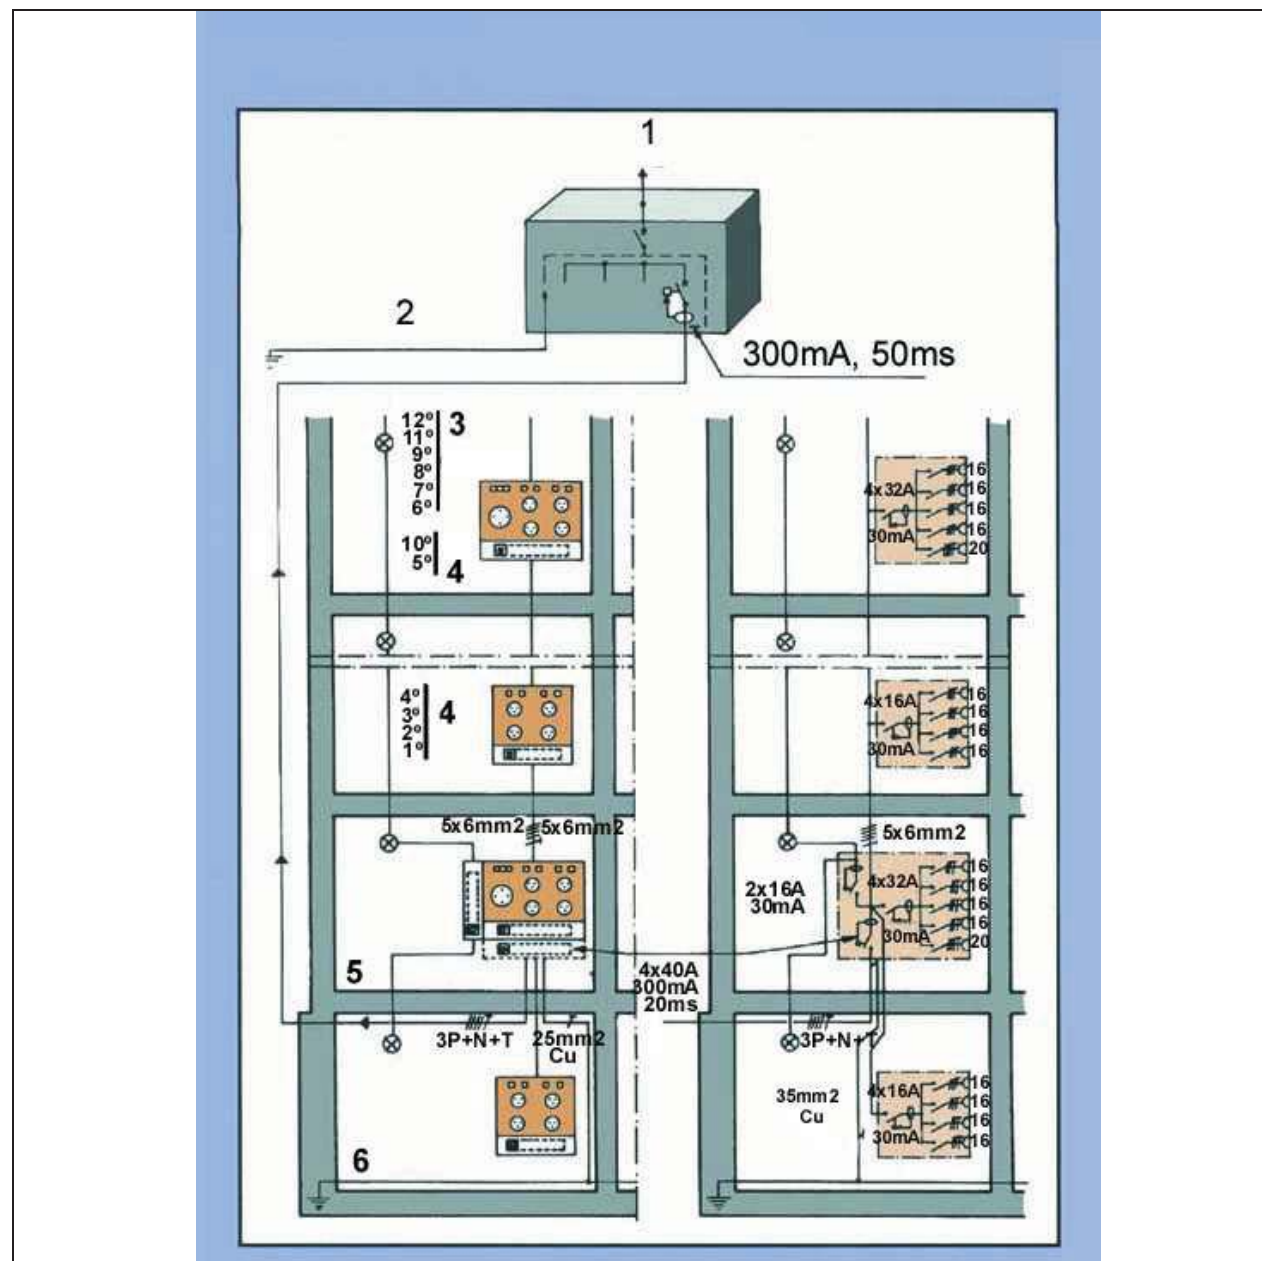 1
2
300mA, 50ms
12º
3
11º
9º
8º
7º
6º
10º
5º
4
4x32A
30mA
16
16
16
16
20
4º
3º
2º
1º
4
4x16A
30mA
16
16
16
16
5x6mm2
5x6mm2
5x6mm2
2x16A
30mA
4x32A
30mA
16
16
16
16
20
5
4x40A
300mA
20ms
3P+N+T
25mm2
Cu
3P+N+T
35mm2
Cu
4x16A
30mA
16
16
16
16
6